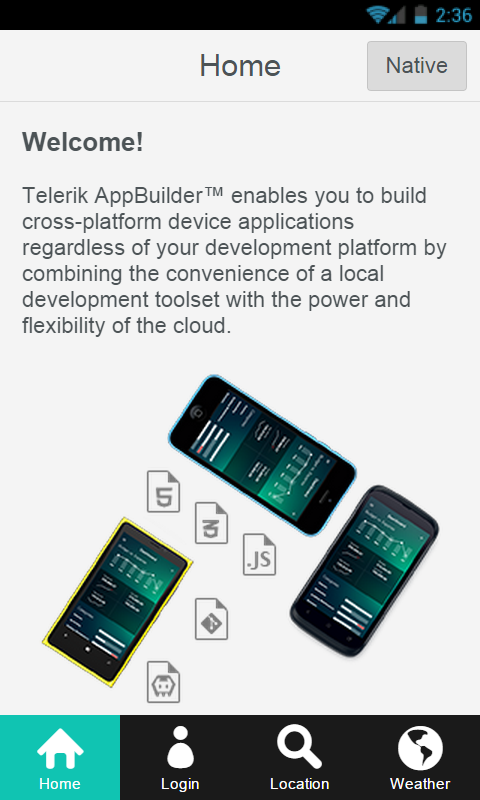 2:36
Home
Native
Welcome!
Telerik AppBuilder™ enables you to build
cross-platform device applications
regardless of your development platform by
combining the convenience of a local
development toolset with the power and
flexibility of the cloud.
5
3
.JS
Home
Login
Location
Weather